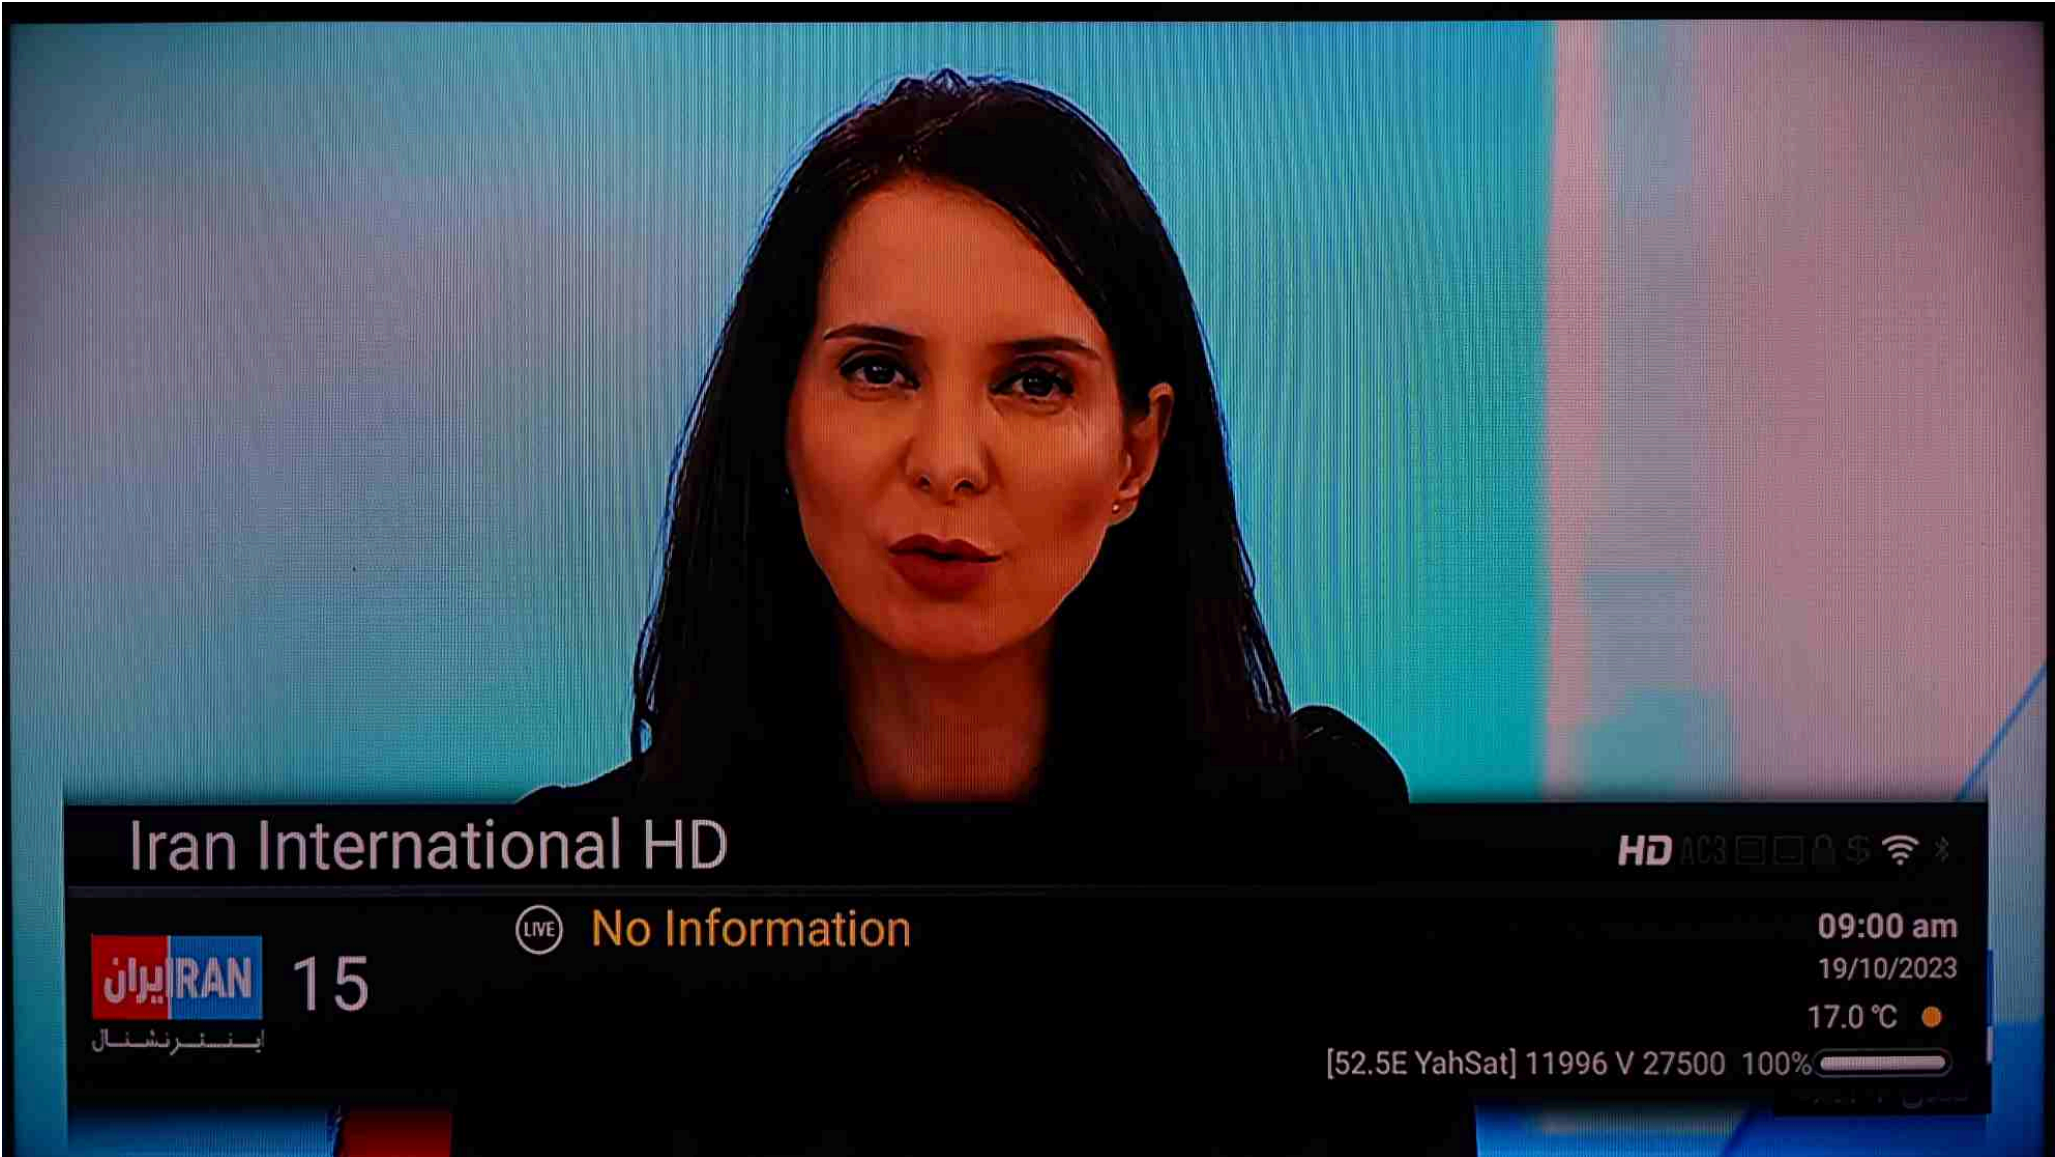 Iran International HD
HD AC3 $
LIVE No Information
09:00 am
19/10/2023
ایران IRAN
اینترنشنال
15
17.0 °C
[52.5E YahSat] 11996 V 27500 100%